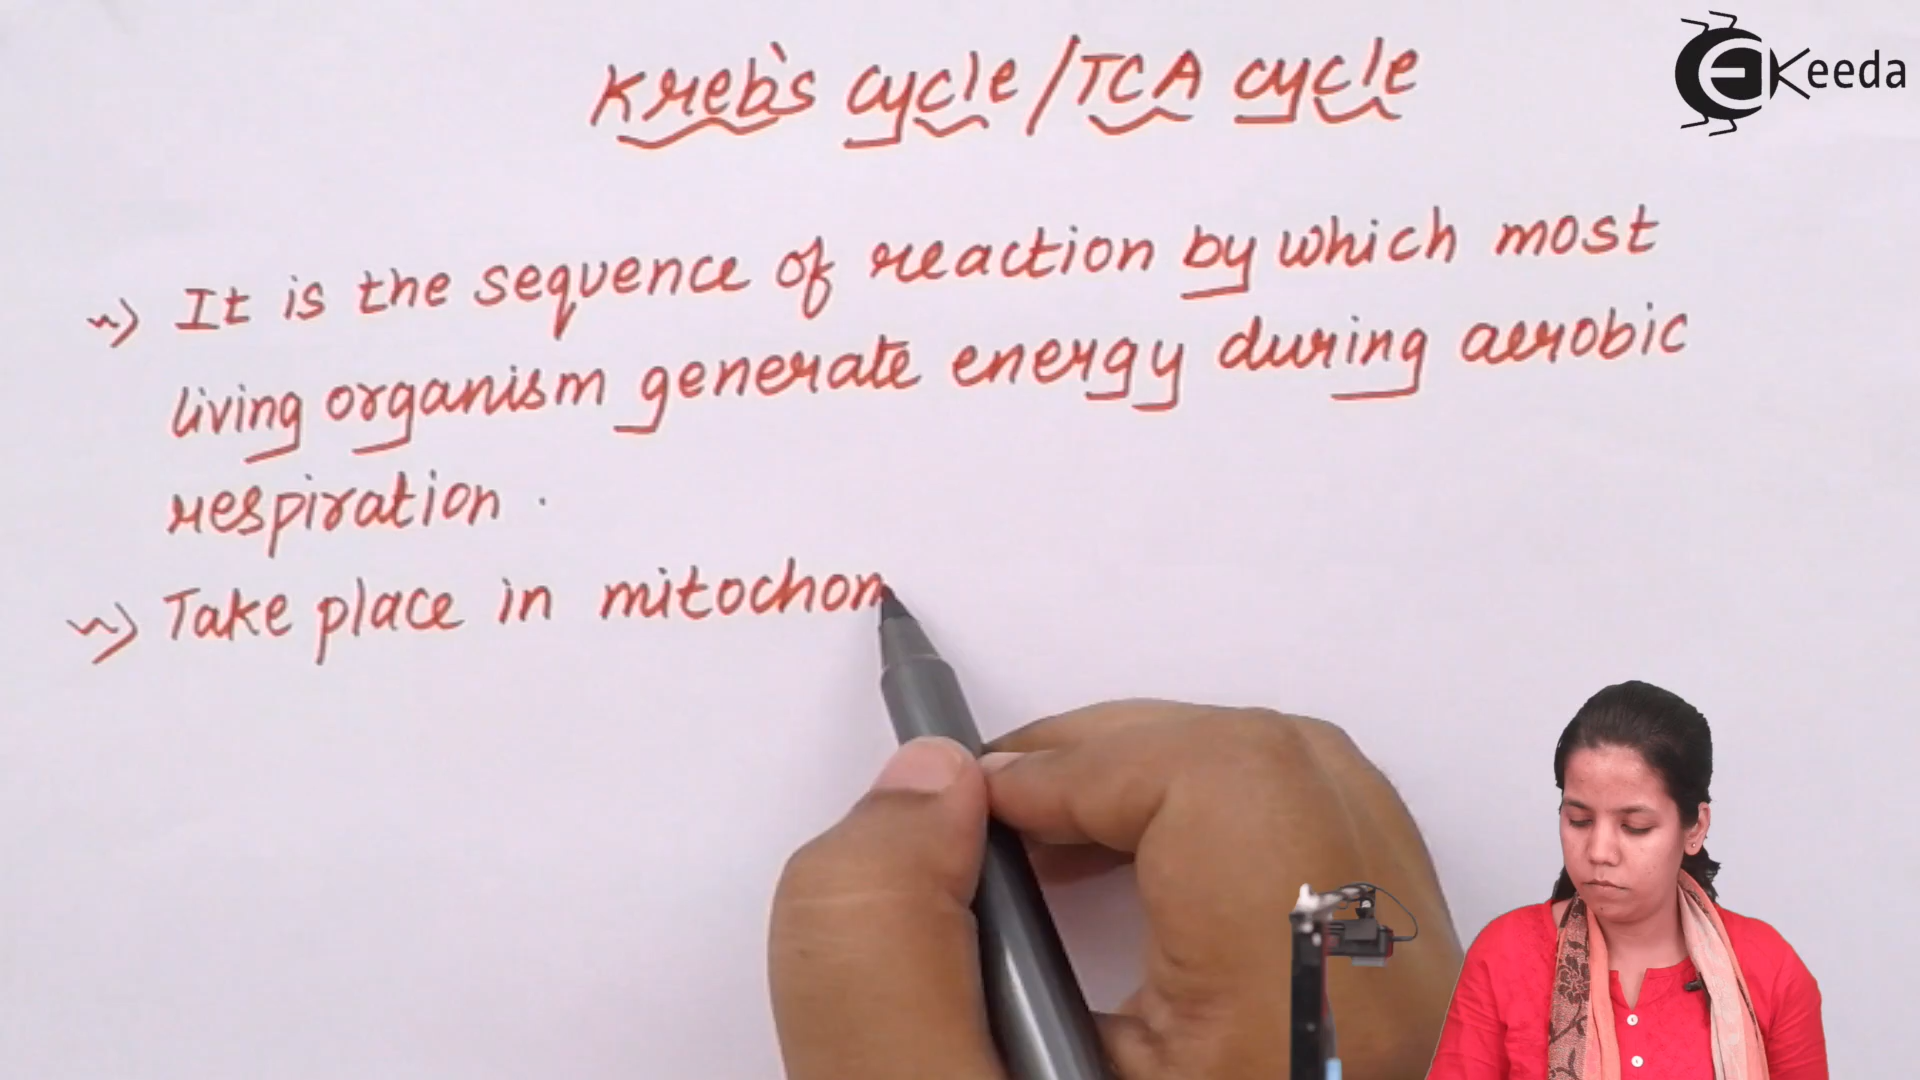 Kreb's cycle/TCA cycle
Keeda
It is the sequence of reaction by which most
living organism generate energy during aerobic
respiration.
Take place in mitochon